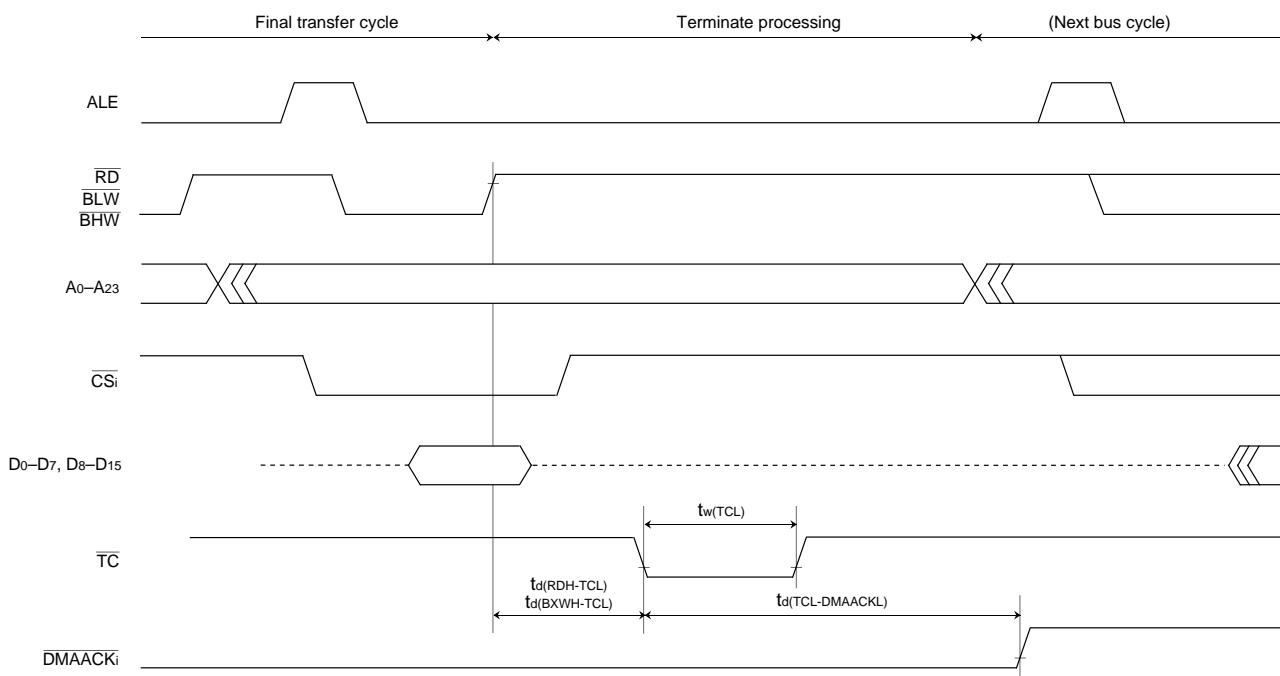 Final transfer cycle
Terminate processing
(Next bus cycle)
ALE
RD
BLW
BHW
A0–A23
CSi
D0–D7, D8–D15
tw(TCL)
TC
td(RDH-TCL)
td(BXWH-TCL)
td(TCL-DMAACKL)
DMAACKi